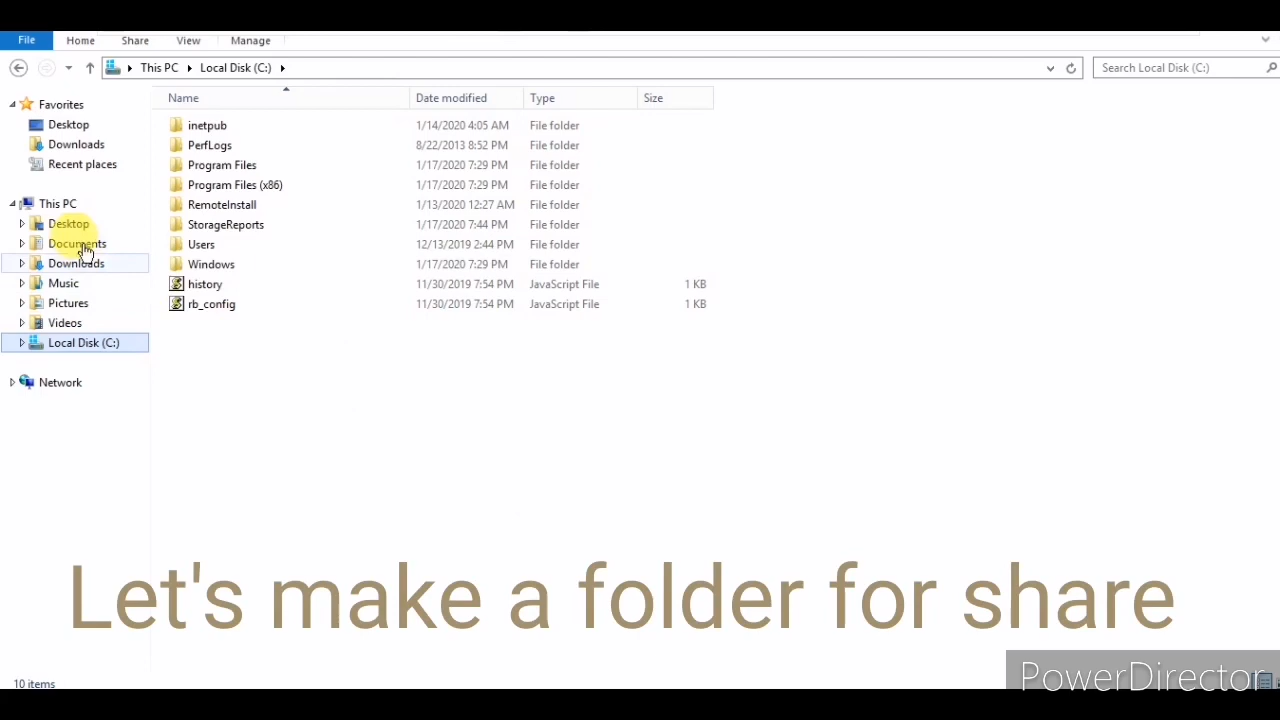 File Home Share View Manage
This PC Local Disk (C:) Search Local Disk (C:)
Name Date modified Type Size
Favorites
Desktop
Downloads
Recent places
This PC
Desktop
Documents
Downloads
Music
Pictures
Videos
Local Disk (C:)
Network
inetpub 1/14/2020 4:05 AM File folder
PerfLogs 8/22/2013 8:52 PM File folder
Program Files 1/17/2020 7:29 PM File folder
Program Files (x86) 1/17/2020 7:29 PM File folder
RemoteInstall 1/13/2020 12:27 AM File folder
StorageReports 1/17/2020 7:44 PM File folder
Users 12/13/2019 2:44 PM File folder
Windows 1/17/2020 7:29 PM File folder
history 11/30/2019 7:54 PM JavaScript File 1 KB
rb_config 11/30/2019 7:54 PM JavaScript File 1 KB
Let's make a folder for share
10 items
PowerDirector